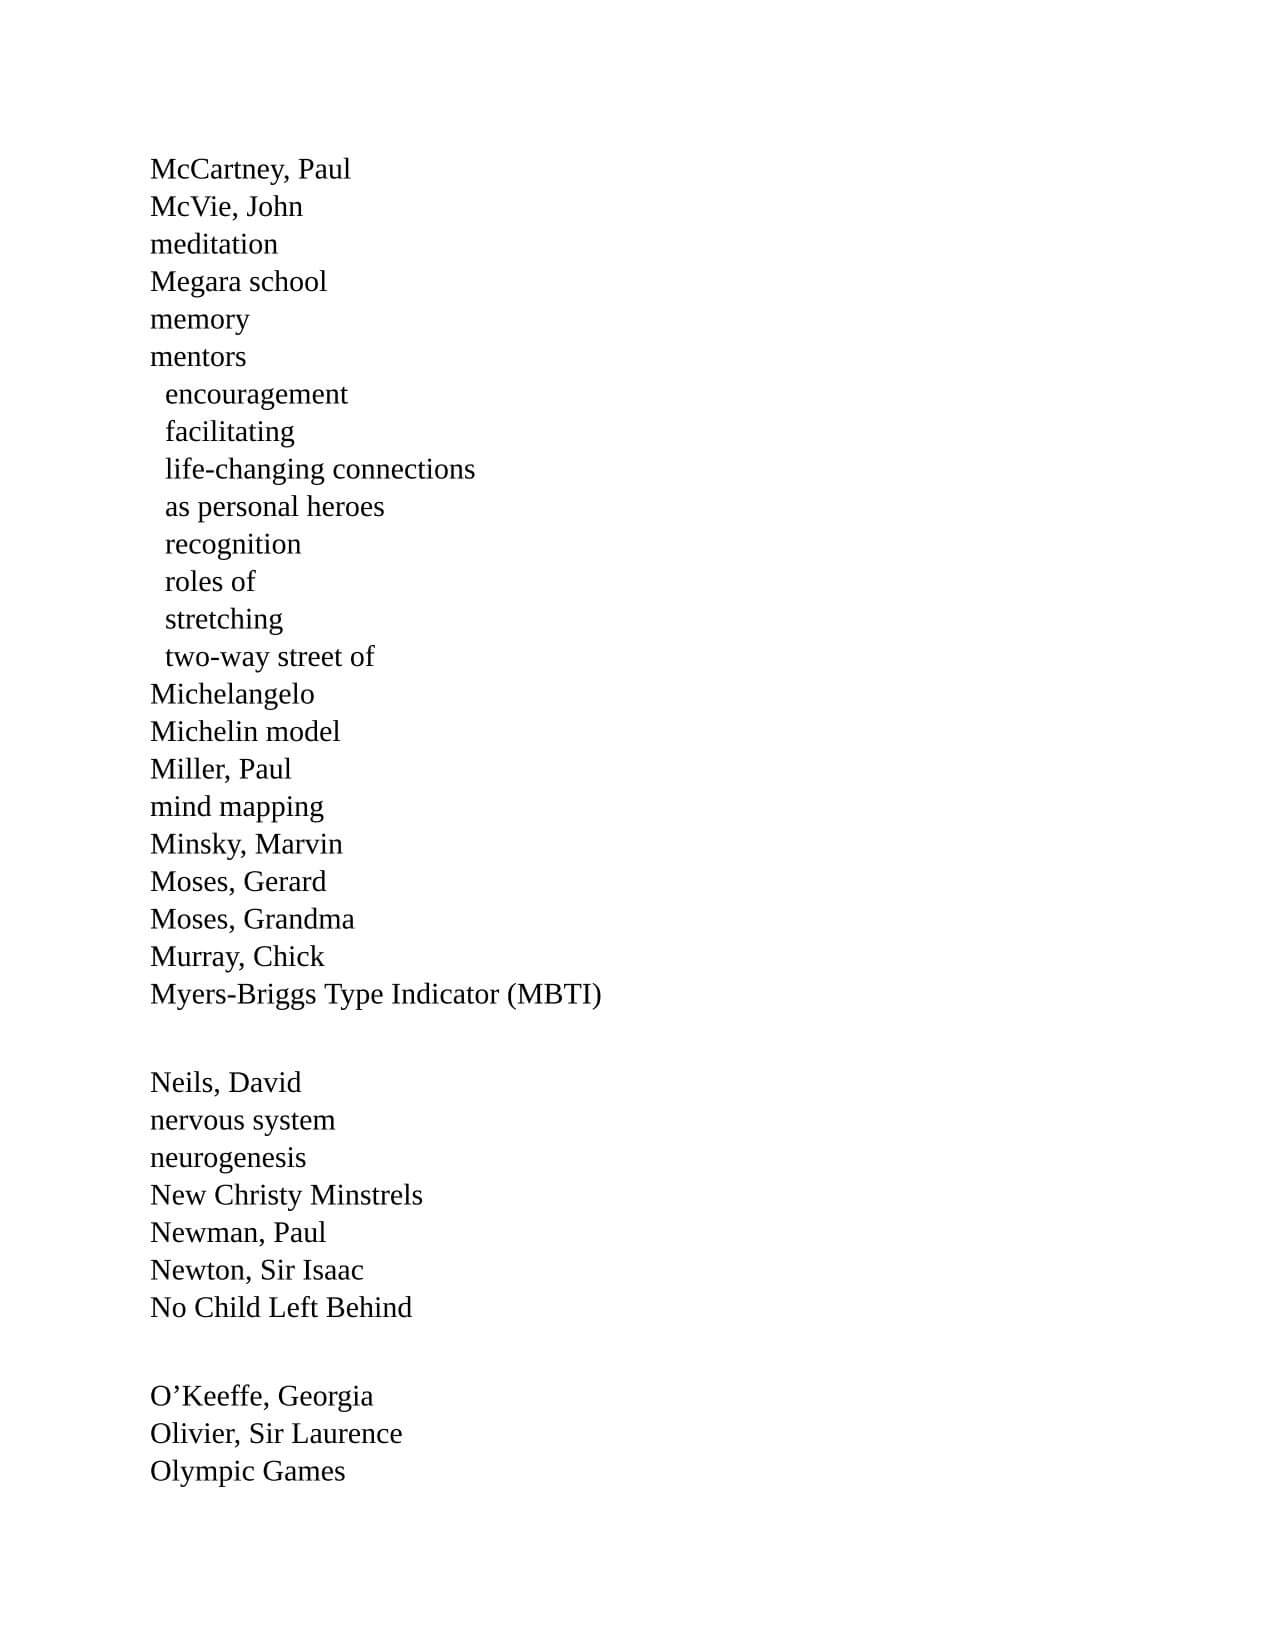 McCartney, Paul
McVie, John
meditation
Megara school
memory
mentors
encouragement
facilitating
life-changing connections
as personal heroes
recognition
roles of
stretching
two-way street of
Michelangelo
Michelin model
Miller, Paul
mind mapping
Minsky, Marvin
Moses, Gerard
Moses, Grandma
Murray, Chick
Myers-Briggs Type Indicator (MBTI)
Neils, David
nervous system
neurogenesis
New Christy Minstrels
Newman, Paul
Newton, Sir Isaac
No Child Left Behind
O’Keeffe, Georgia
Olivier, Sir Laurence
Olympic Games